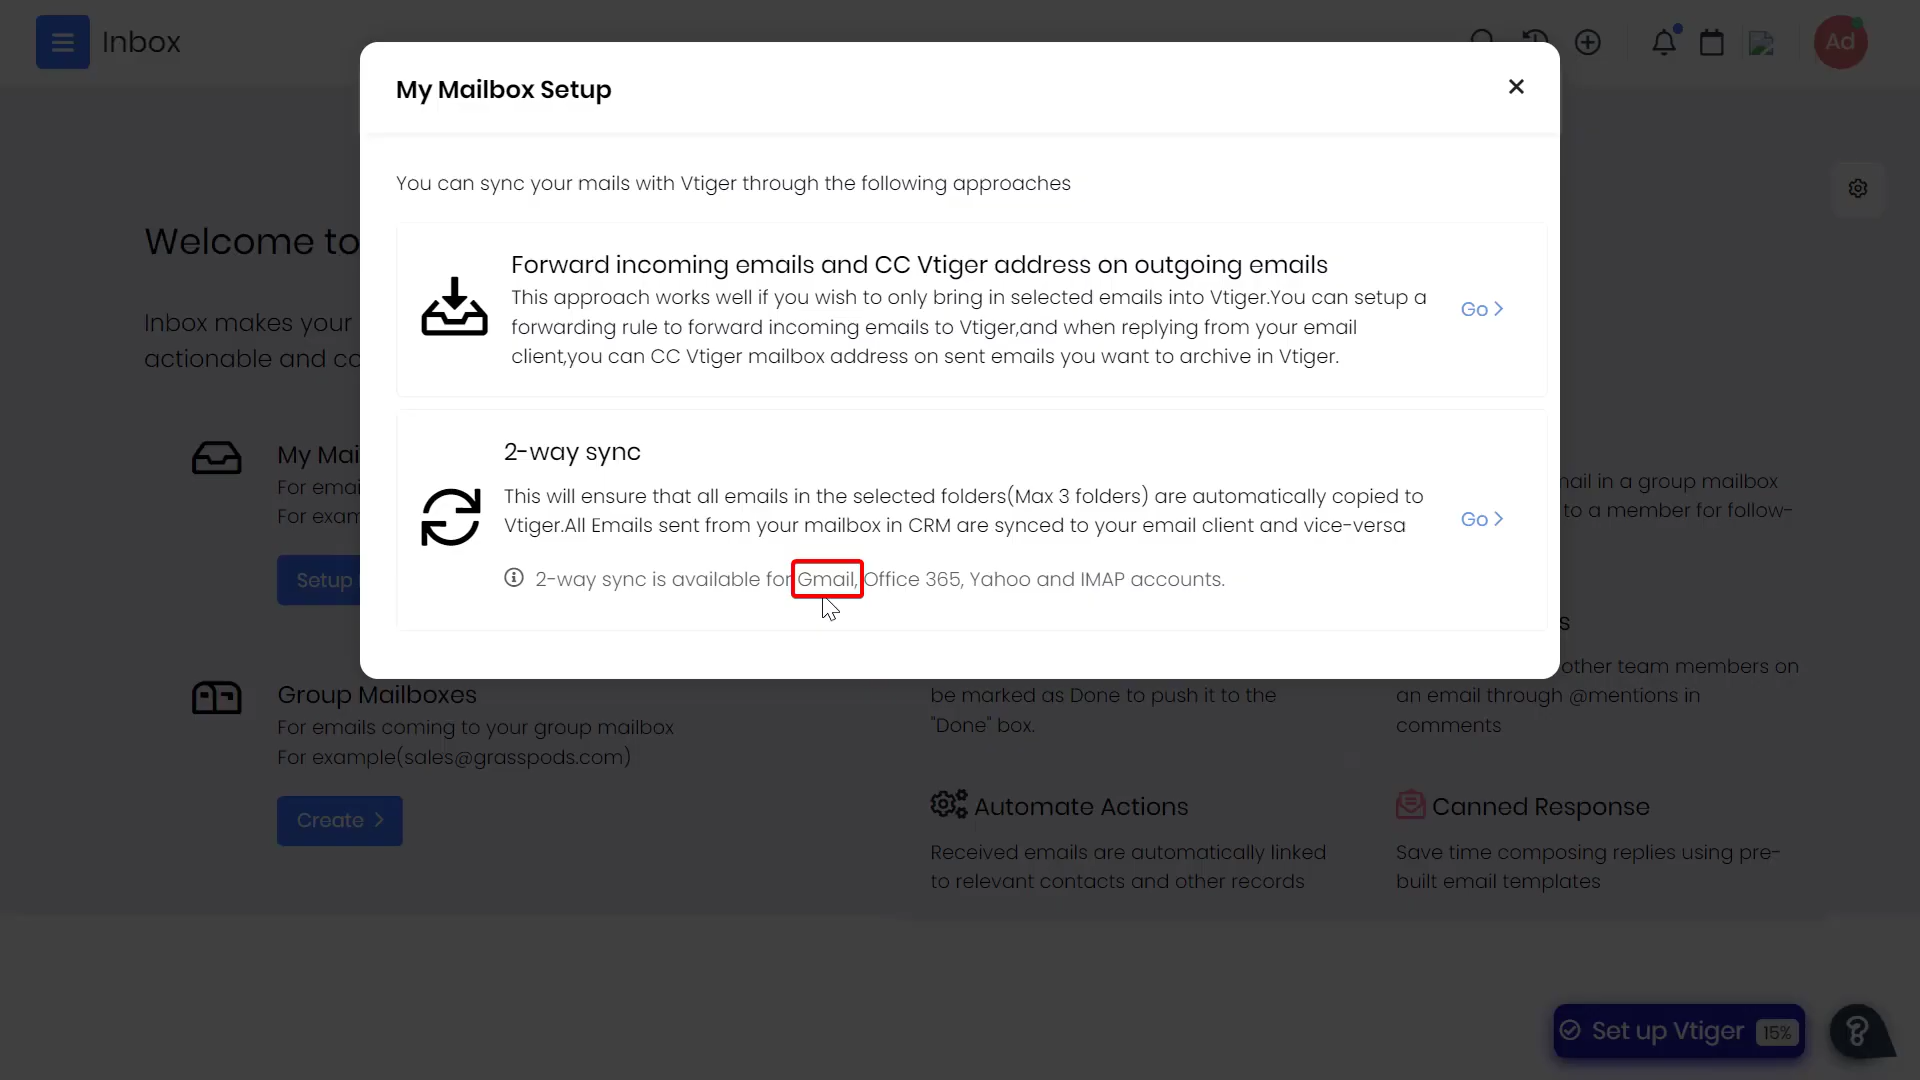 Inbox
Ad
My Mailbox Setup
You can sync your mails with Vtiger through the following approaches
Forward incoming emails and CC Vtiger address on outgoing emails
This approach works well if you wish to only bring in selected emails into Vtiger.You can setup a
forwarding rule to forward incoming emails to Vtiger,and when replying from your email
client,you can CC Vtiger mailbox address on sent emails you want to archive in Vtiger.
Go
2-way sync
This will ensure that all emails in the selected folders(Max 3 folders) are automatically copied to
Vtiger.All Emails sent from your mailbox in CRM are synced to your email client and vice-versa
Go
2-way sync is available for Gmail, Office 365, Yahoo and IMAP accounts.
Welcome to
Inbox makes your
actionable and co
My Mai
For emai
For exam
Setup
Group Mailboxes
For emails coming to your group mailbox
For example(sales@grasspods.com)
Create
be marked as Done to push it to the
"Done" box.
Automate Actions
Received emails are automatically linked
to relevant contacts and other records
mail in a group mailbox
to a member for follow-
s
other team members on
an email through @mentions in
comments
Canned Response
Save time composing replies using pre-
built email templates
Set up Vtiger 15%
?